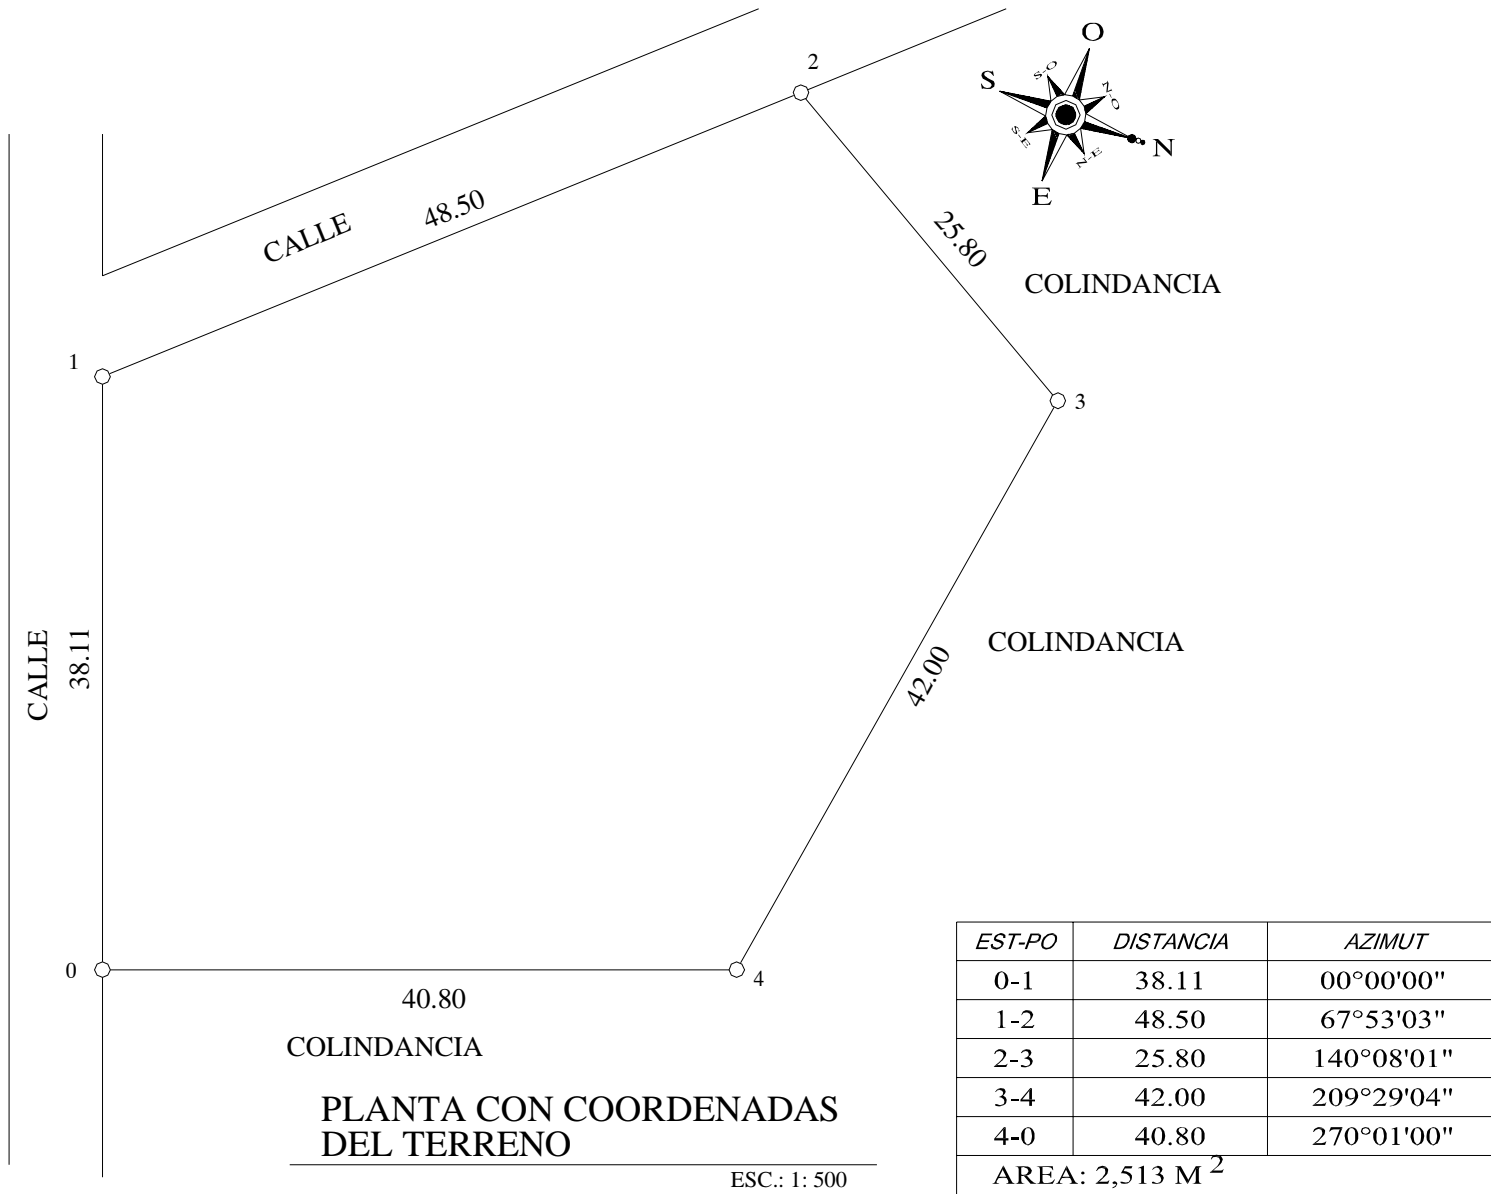 O
S
N
E
S-O
N-O
S-E
N-E
2
CALLE
48.50
25.80
COLINDANCIA
1
3
CALLE
38.11
42.00
COLINDANCIA
0
4
40.80
COLINDANCIA
PLANTA CON COORDENADAS
DEL TERRENO
ESC.: 1: 500
EST-PO DISTANCIA AZIMUT
0-1 38.11 00°00'00"
1-2 48.50 67°53'03"
2-3 25.80 140°08'01"
3-4 42.00 209°29'04"
4-0 40.80 270°01'00"
AREA: 2,513 M²